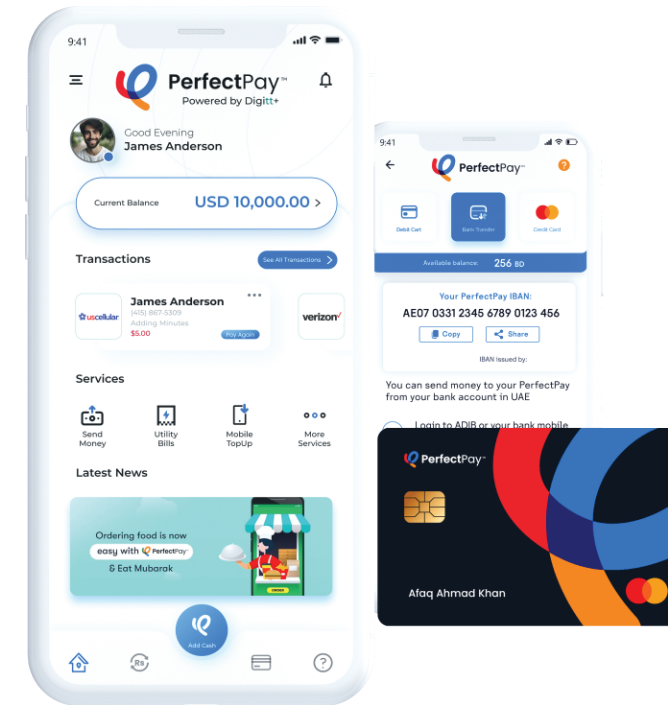 9:41
PerfectPay™
Powered by Digitt+
Good Evening
James Anderson
Current Balance
USD 10,000.00 >
Transactions
See All Transactions >
uscellular
James Anderson
(415) 867-5309
Adding Minutes
$5.00
Pay Again
verizon✓
Services
Send
Money
Utility
Bills
Mobile
TopUp
More
Services
Latest News
Ordering food is now
easy with PerfectPay™
& Eat Mubarak
Add Cash
Rs
?
9:41
PerfectPay™
?
Debit Cart
Bank Transfer
Credit Card
Available balance: 256 BD
Your PerfectPay IBAN:
AE07 0331 2345 6789 0123 456
Copy
Share
IBAN Issued by:
You can send money to your PerfectPay
from your bank account in UAE
Login to ADIB or your bank mobile
PerfectPay™
Afaq Ahmad Khan